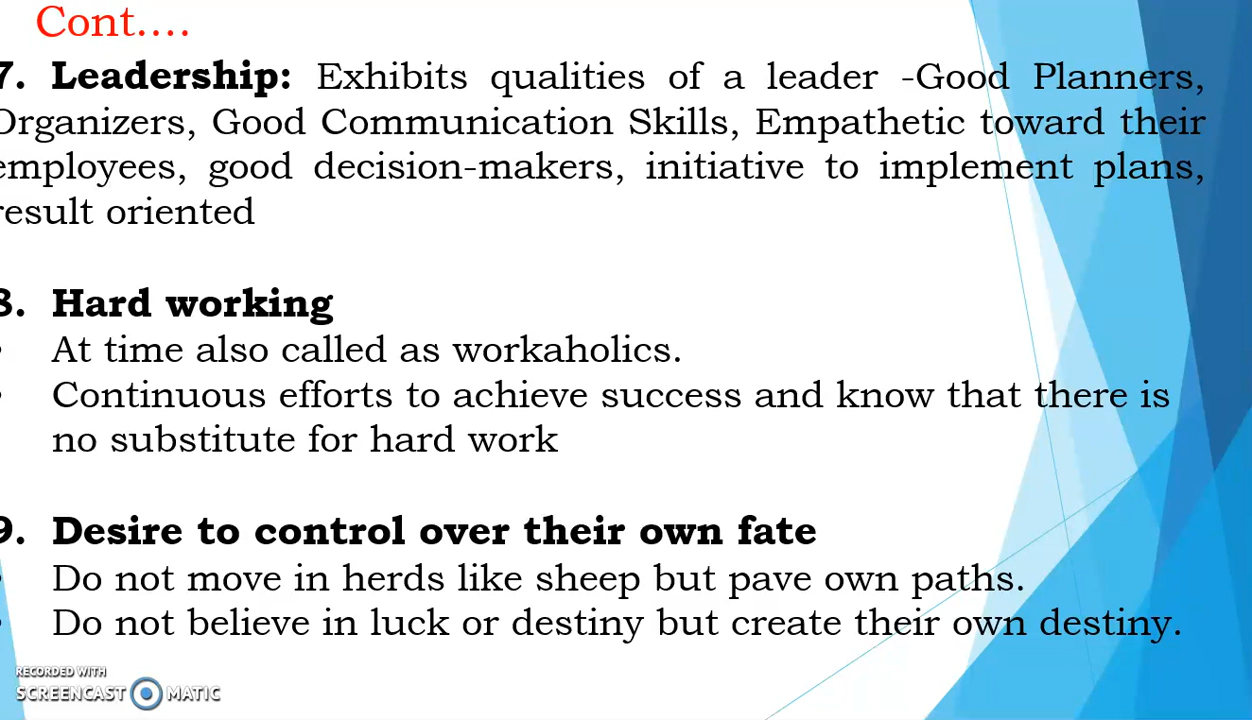 Cont....
7. Leadership: Exhibits qualities of a leader -Good Planners,
Organizers, Good Communication Skills, Empathetic toward their
employees, good decision-makers, initiative to implement plans,
result oriented
8. Hard working
• At time also called as workaholics.
• Continuous efforts to achieve success and know that there is
no substitute for hard work
9. Desire to control over their own fate
• Do not move in herds like sheep but pave own paths.
• Do not believe in luck or destiny but create their own destiny.
RECORDED WITH
SCREENCAST MATIC